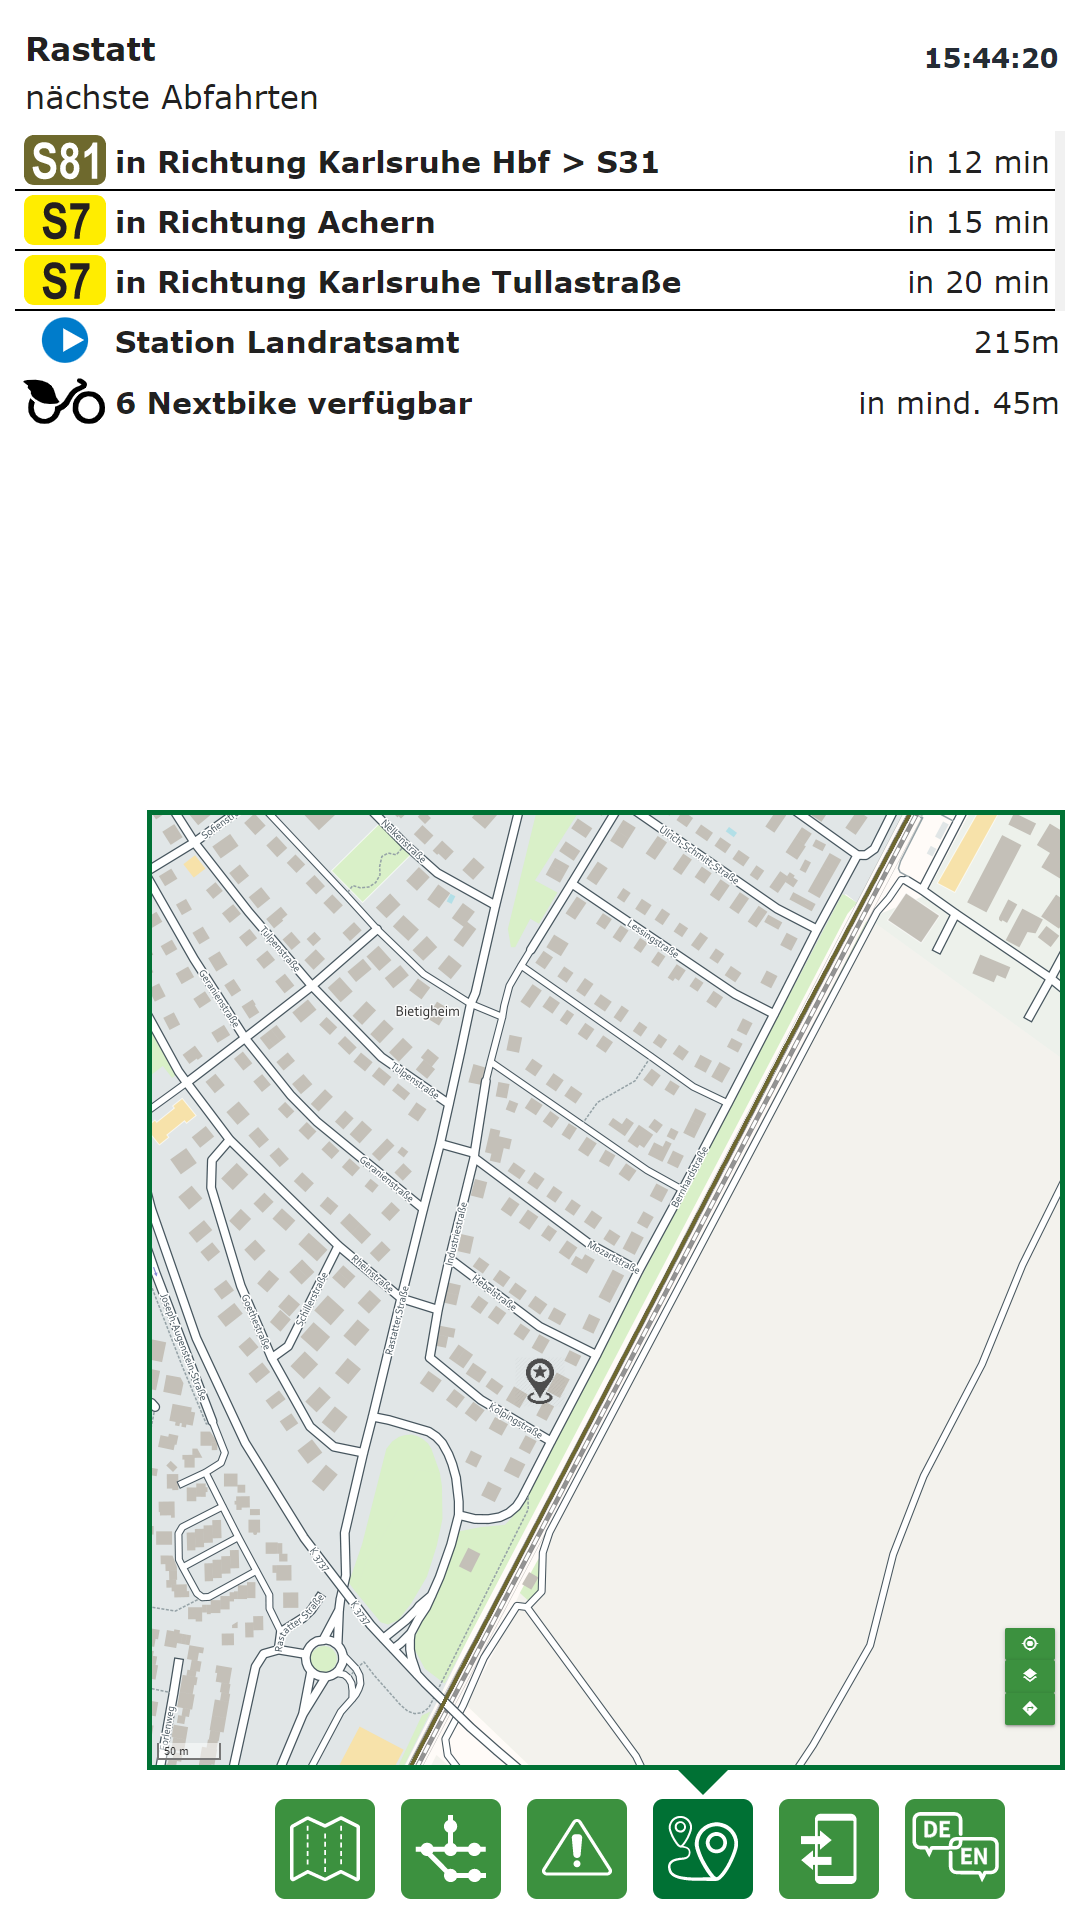 Rastatt
15:44:20
nächste Abfahrten
S81 in Richtung Karlsruhe Hbf > S31 in 12 min
S7 in Richtung Achern in 15 min
S7 in Richtung Karlsruhe Tullastraße in 20 min
Station Landratsamt 215m
6 Nextbike verfügbar in mind. 45m
Nelkenstraße
Ulrich-Schmitt-Straße
Tulpenstraße
Lessingstraße
Geranienstraße
Bietigheim
Tulpenstraße
Geranienstraße
Bernhardstraße
Industriestraße
Mozartstraße
Rheinstraße
Hebelstraße
Schillerstraße
Goethestraße
Rastatter Straße
Joseph-Augenstein-Straße
Kolpingstraße
K 3737
K 3737
Rastatter Straße
50 m
DE
EN